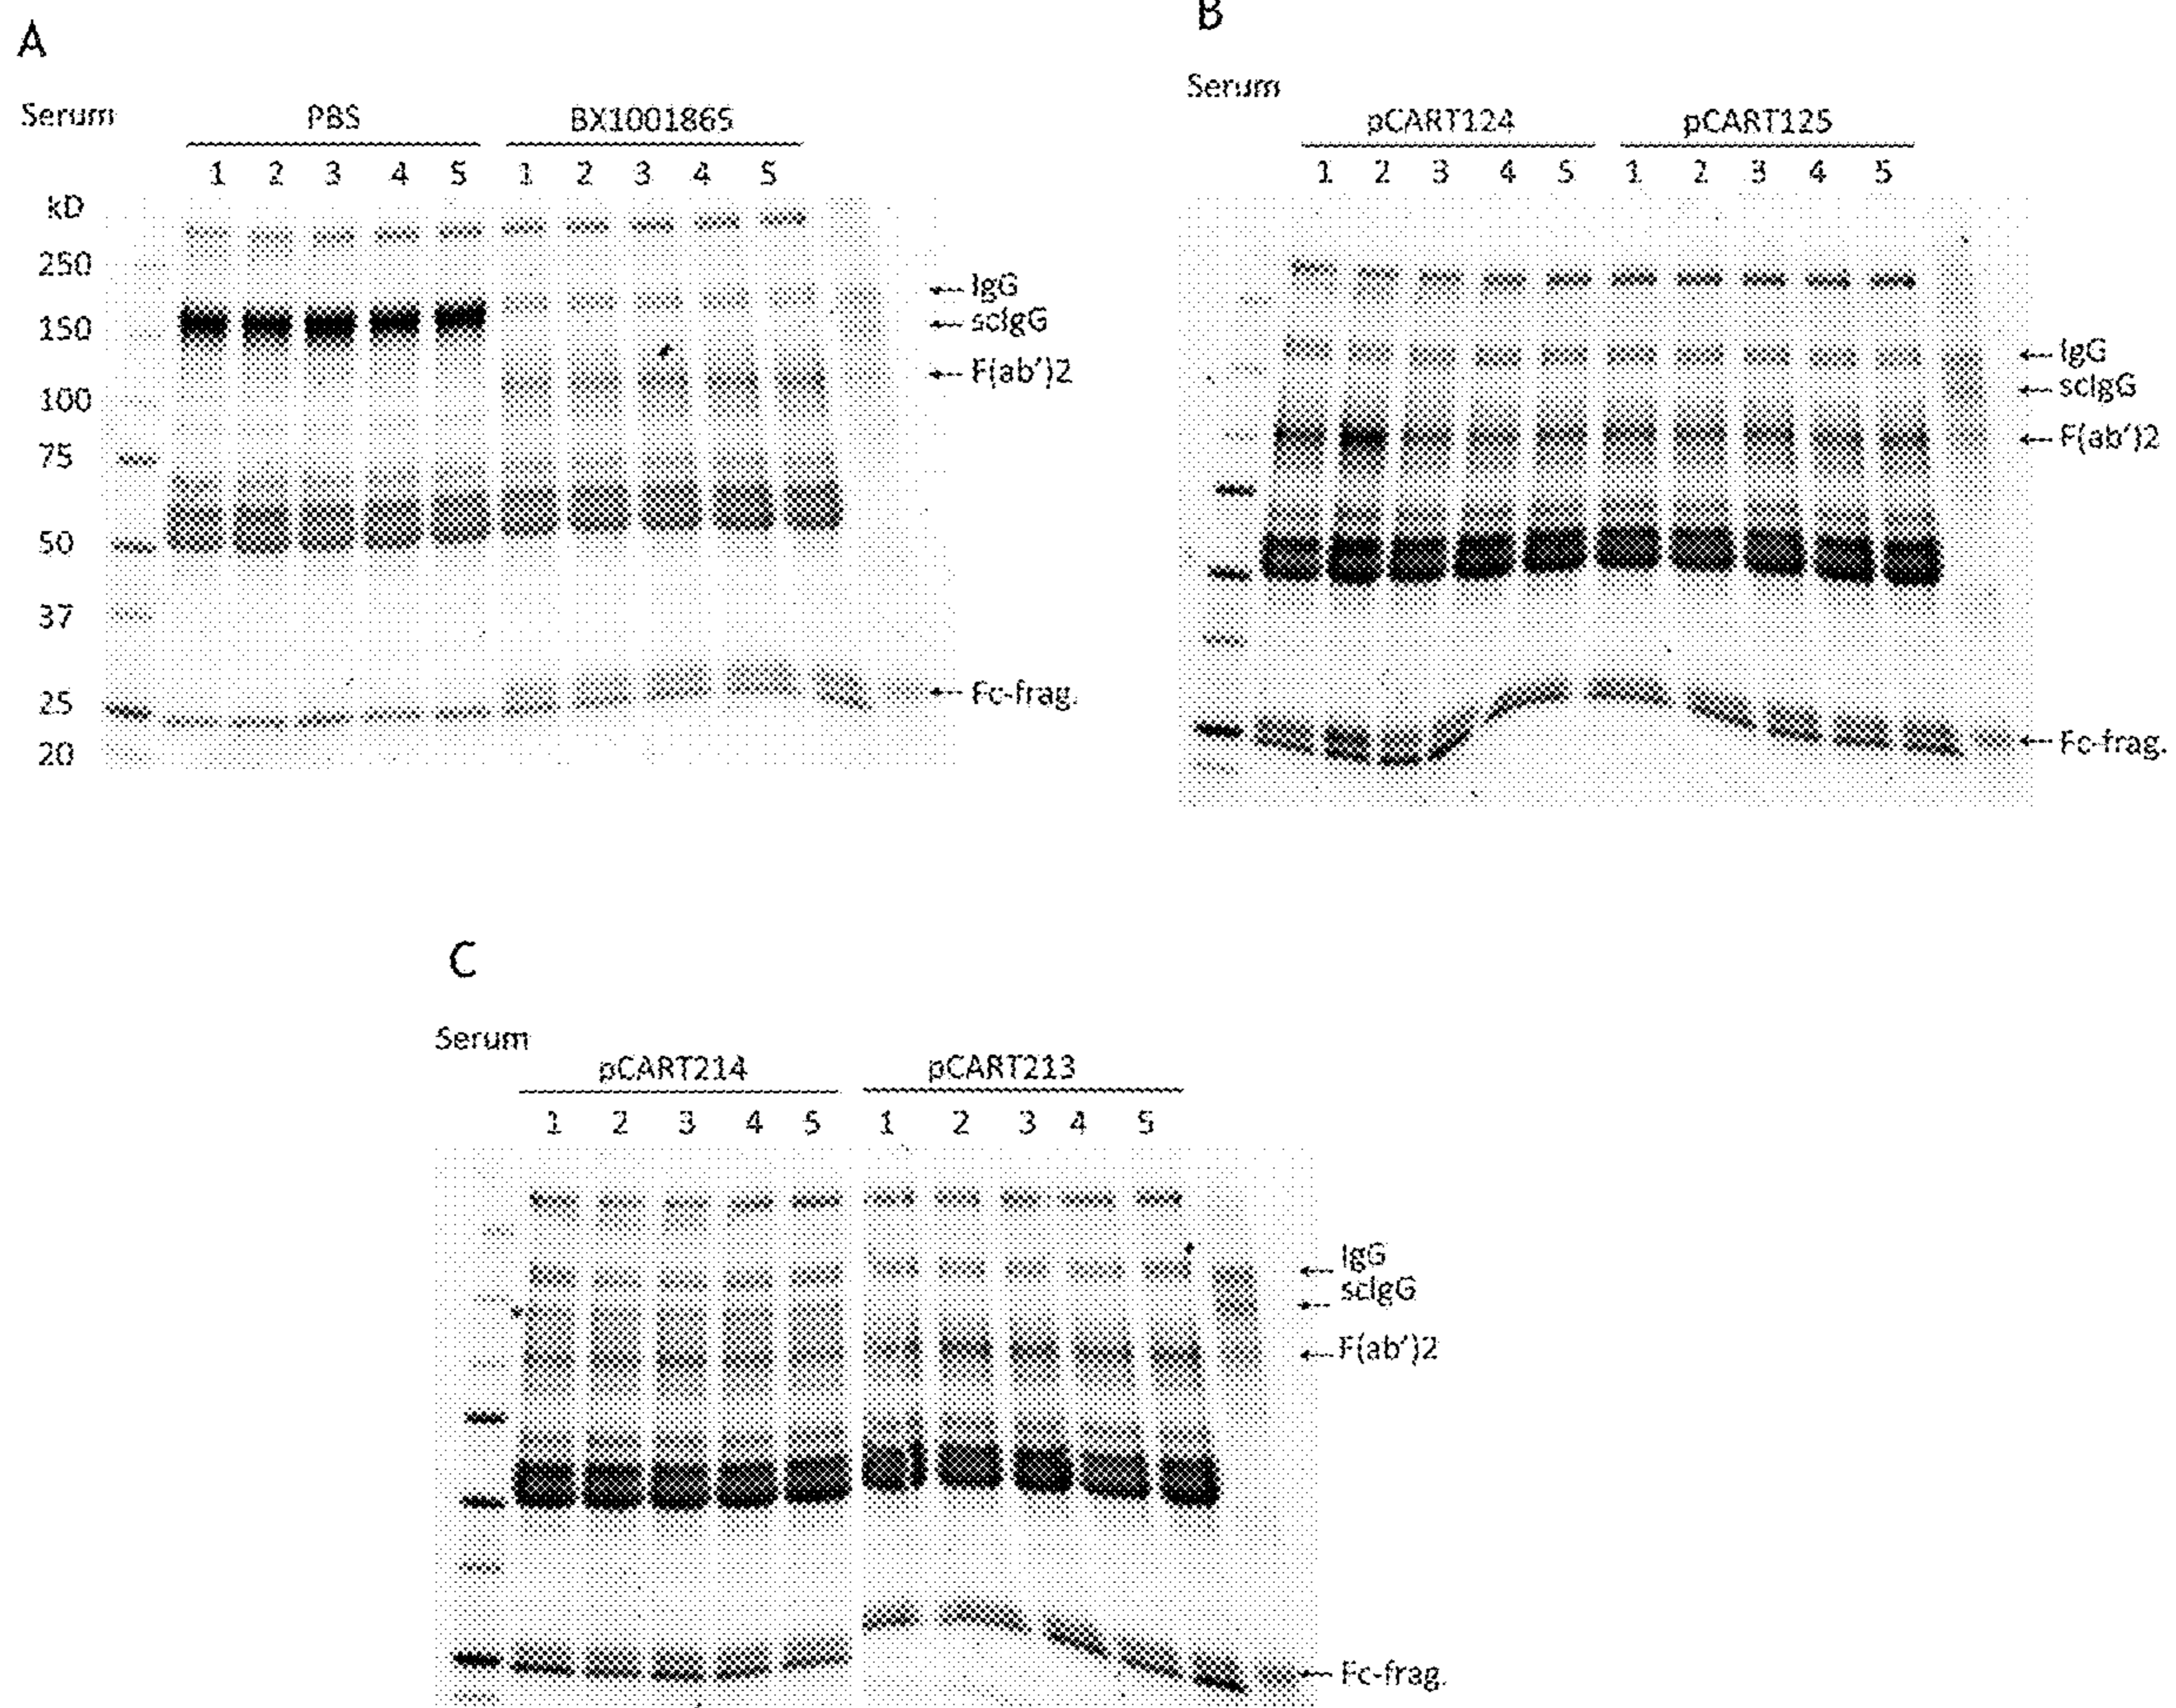 A
Serum
PBS BX1001865
1 2 3 4 5 1 2 3 4 5
kD
250
150
100
75
50
37
25
20
IgG
scIgG
F(ab')2
Fc-frag.
B
Serum
pCART124 pCART125
1 2 3 4 5 1 2 3 4 5
IgG
scIgG
F(ab')2
Fc-frag.
C
Serum
pCART214 pCART213
1 2 3 4 5 1 2 3 4 5
IgG
scIgG
F(ab')2
Fc-frag.